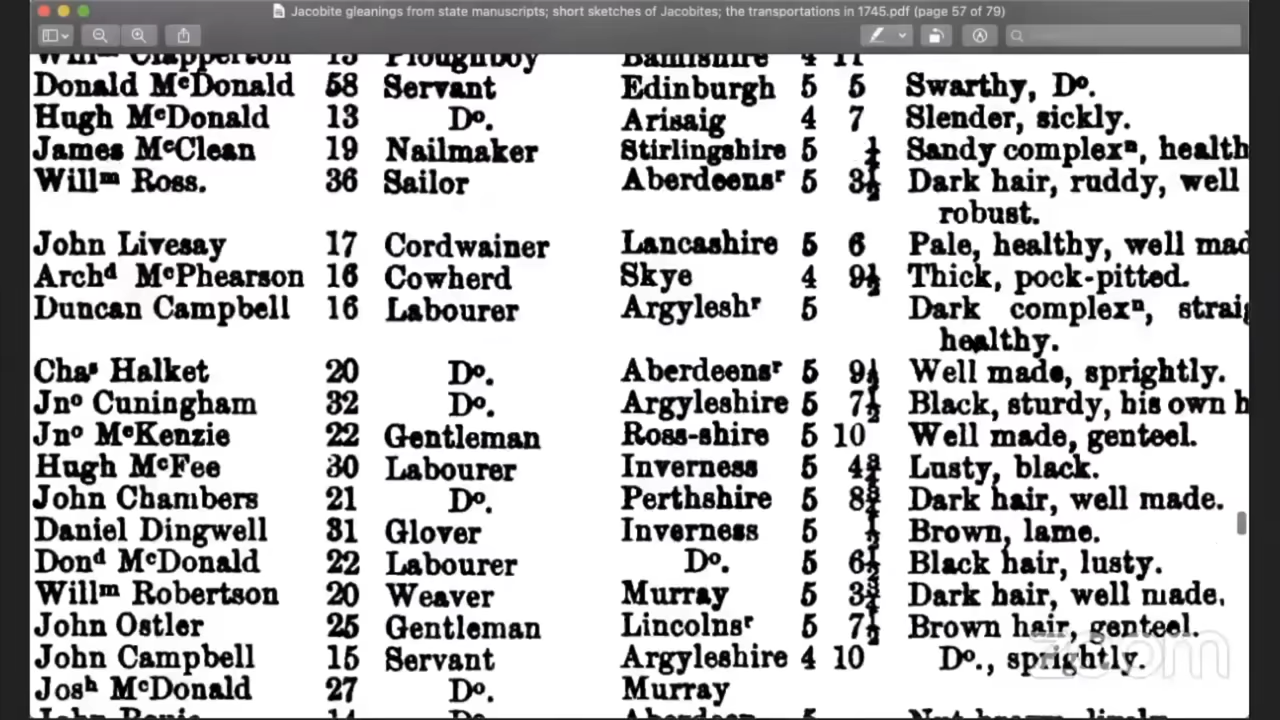 Jacobite gleanings from state manuscripts; short sketches of Jacobites; the transportations in 1745.pdf (page 57 of 79)
Willᵐ Clapperton 13 Ploughboy Banffshire 4 11
Donald MᶜDonald 58 Servant Edinburgh 5 5 Swarthy, Dᵒ.
Hugh MᶜDonald 13 Dᵒ. Arisaig 4 7 Slender, sickly.
James MᶜClean 19 Nailmaker Stirlingshire 5 ½ Sandy complexⁿ, health
Willᵐ Ross. 36 Sailor Aberdeensʳ 5 3½ Dark hair, ruddy, well
robust.
John Livesay 17 Cordwainer Lancashire 5 6 Pale, healthy, well mad
Archᵈ MᶜPhearson 16 Cowherd Skye 4 9½ Thick, pock-pitted.
Duncan Campbell 16 Labourer Argyleshʳ 5 Dark complexⁿ, straig
healthy.
Chaˢ Halket 20 Dᵒ. Aberdeensʳ 5 9½ Well made, sprightly.
Jnᵒ Cuningham 32 Dᵒ. Argyleshire 5 7½ Black, sturdy, his own h
Jnᵒ MᶜKenzie 22 Gentleman Ross-shire 5 10 Well made, genteel.
Hugh MᶜFee 30 Labourer Inverness 5 4¾ Lusty, black.
John Chambers 21 Dᵒ. Perthshire 5 8¾ Dark hair, well made.
Daniel Dingwell 31 Glover Inverness 5 ½ Brown, lame.
Donᵈ MᶜDonald 22 Labourer Dᵒ. 5 6½ Black hair, lusty.
Willᵐ Robertson 20 Weaver Murray 5 3¾ Dark hair, well made.
John Ostler 25 Gentleman Lincolnsʳ 5 7½ Brown hair, genteel.
John Campbell 15 Servant Argyleshire 4 10 Dᵒ., sprightly.
zoom
Josʰ MᶜDonald 27 Dᵒ. Murray